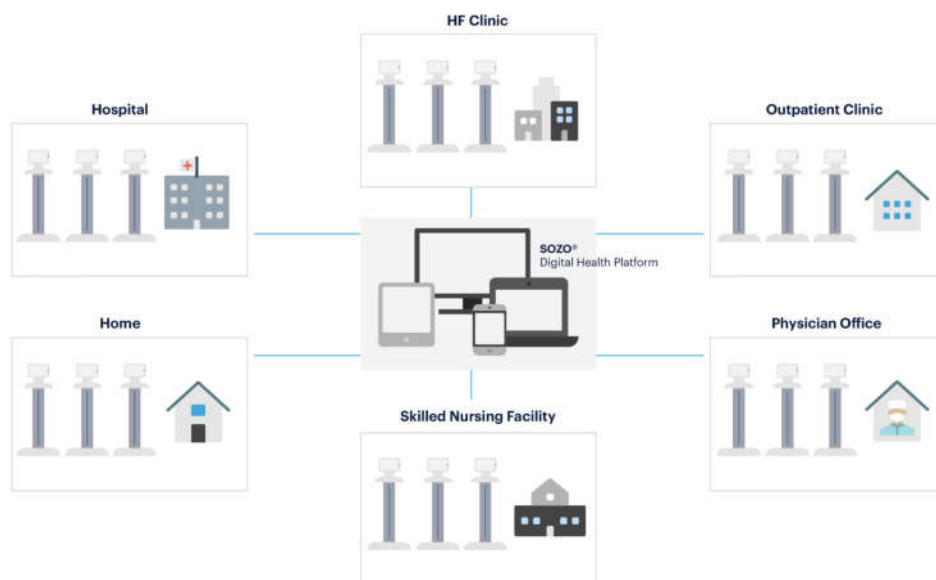 HF Clinic
Hospital
Outpatient Clinic
SOZO®
Digital Health Platform
Home
Physician Office
Skilled Nursing Facility